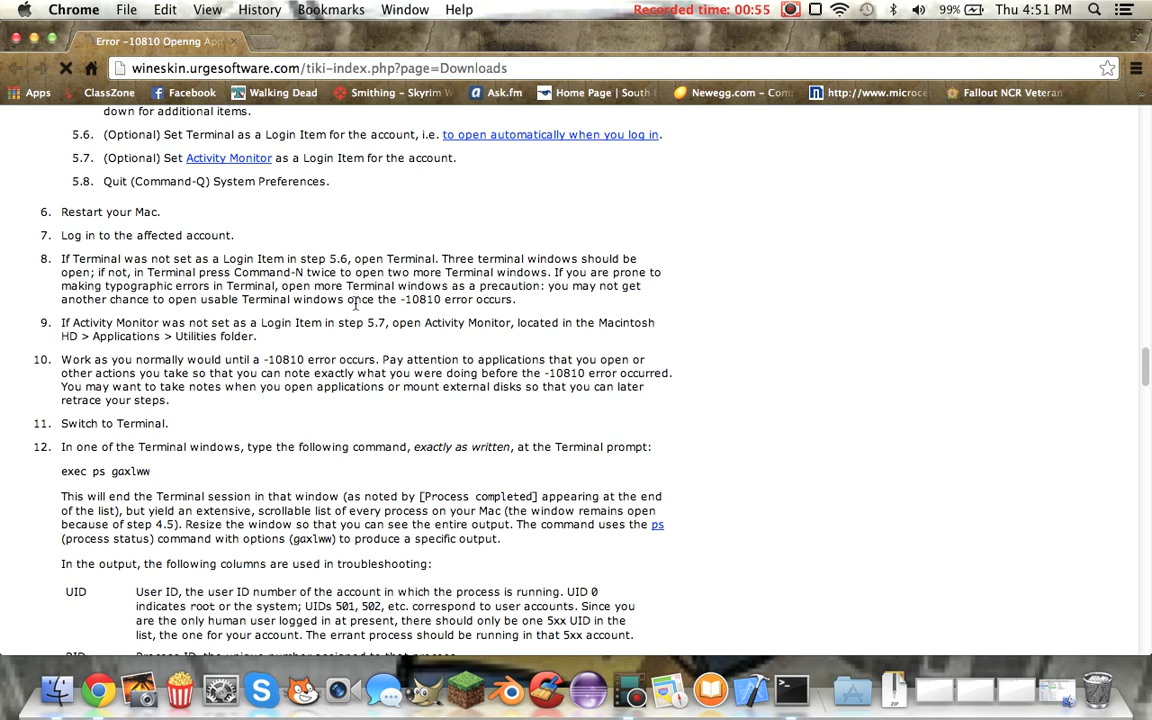 Chrome File Edit View History Bookmarks Window Help Recorded time: 00:55 99% Thu 4:51 PM
Error -10810 Openng App
wineskin.urgesoftware.com/tiki-index.php?page=Downloads
Apps ClassZone Facebook Walking Dead Smithing - Skyrim W Ask.fm Home Page | South Newegg.com - Com http://www.microce Fallout NCR Veteran
down for additional items.
5.6. (Optional) Set Terminal as a Login Item for the account, i.e. to open automatically when you log in.
5.7. (Optional) Set Activity Monitor as a Login Item for the account.
5.8. Quit (Command-Q) System Preferences.
6. Restart your Mac.
7. Log in to the affected account.
8. If Terminal was not set as a Login Item in step 5.6, open Terminal. Three terminal windows should be
open; if not, in Terminal press Command-N twice to open two more Terminal windows. If you are prone to
making typographic errors in Terminal, open more Terminal windows as a precaution: you may not get
another chance to open usable Terminal windows once the -10810 error occurs.
9. If Activity Monitor was not set as a Login Item in step 5.7, open Activity Monitor, located in the Macintosh
HD > Applications > Utilities folder.
10. Work as you normally would until a -10810 error occurs. Pay attention to applications that you open or
other actions you take so that you can note exactly what you were doing before the -10810 error occurred.
You may want to take notes when you open applications or mount external disks so that you can later
retrace your steps.
11. Switch to Terminal.
12. In one of the Terminal windows, type the following command, exactly as written, at the Terminal prompt:
exec ps gaxlww
This will end the Terminal session in that window (as noted by [Process completed] appearing at the end
of the list), but yield an extensive, scrollable list of every process on your Mac (the window remains open
because of step 4.5). Resize the window so that you can see the entire output. The command uses the ps
(process status) command with options (gaxlww) to produce a specific output.
In the output, the following columns are used in troubleshooting:
UID User ID, the user ID number of the account in which the process is running. UID 0
indicates root or the system; UIDs 501, 502, etc. correspond to user accounts. Since you
are the only human user logged in at present, there should only be one 5xx UID in the
list, the one for your account. The errant process should be running in that 5xx account.
ZIP